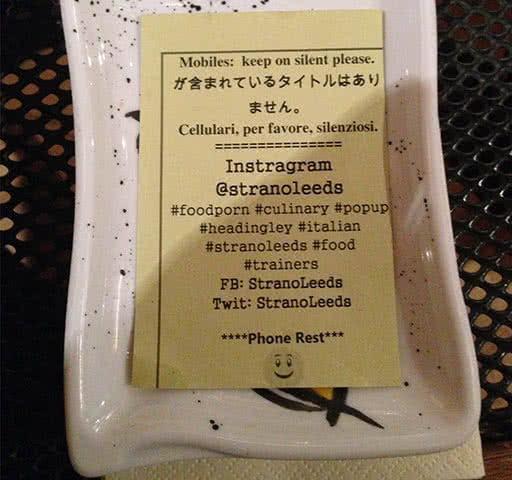 Mobiles: keep on silent please.
が含まれているタイトルはあり
ません。
Cellulari, per favore, silenziosi.
===============
Instragram
@stranoleeds
#foodporn #culinary #popup
#headingley #italian
#stranoleeds #food
#trainers
FB: StranoLeeds
Twit: StranoLeeds
****Phone Rest***